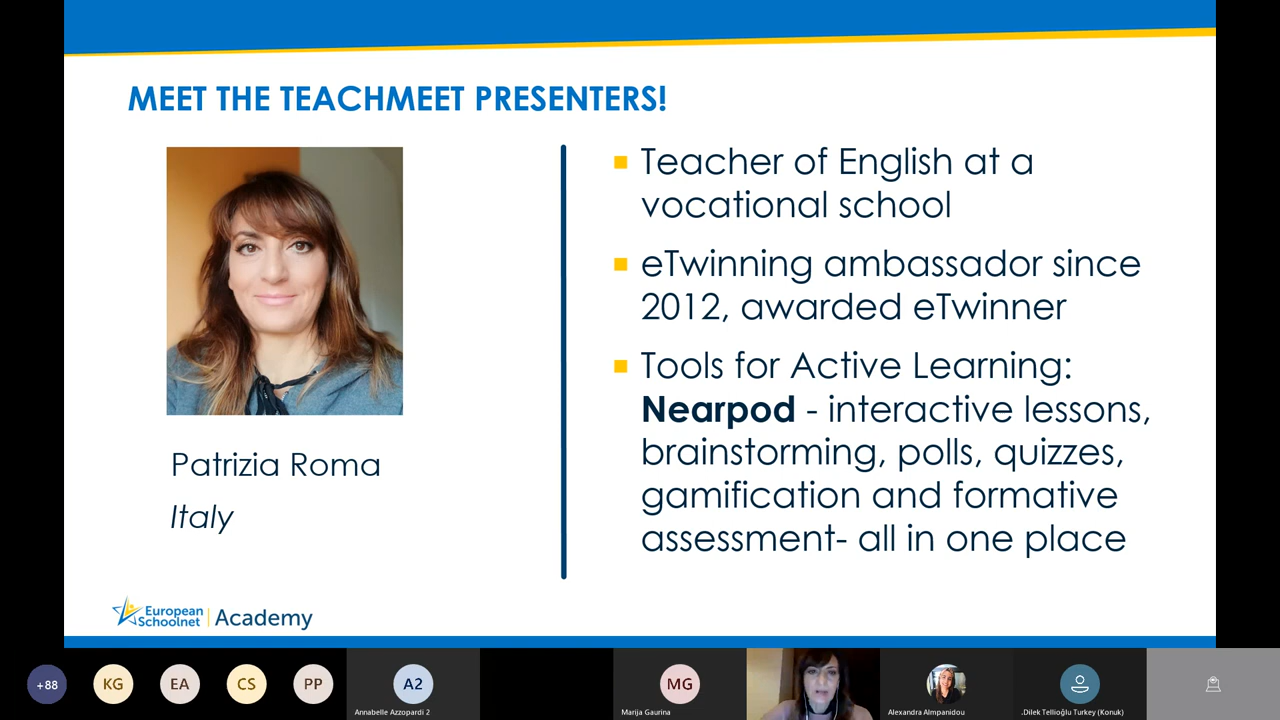 MEET THE TEACHMEET PRESENTERS!
Patrizia Roma
Italy
Teacher of English at a
vocational school
eTwinning ambassador since
2012, awarded eTwinner
Tools for Active Learning:
Nearpod - interactive lessons,
brainstorming, polls, quizzes,
gamification and formative
assessment- all in one place
European
Schoolnet
Academy
+88
KG
EA
CS
PP
A2
Annabelle Azzopardi 2
MG
Marija Gaurina
Alexandra Almpanidou
.Dilek Tellioğlu Turkey (Konuk)